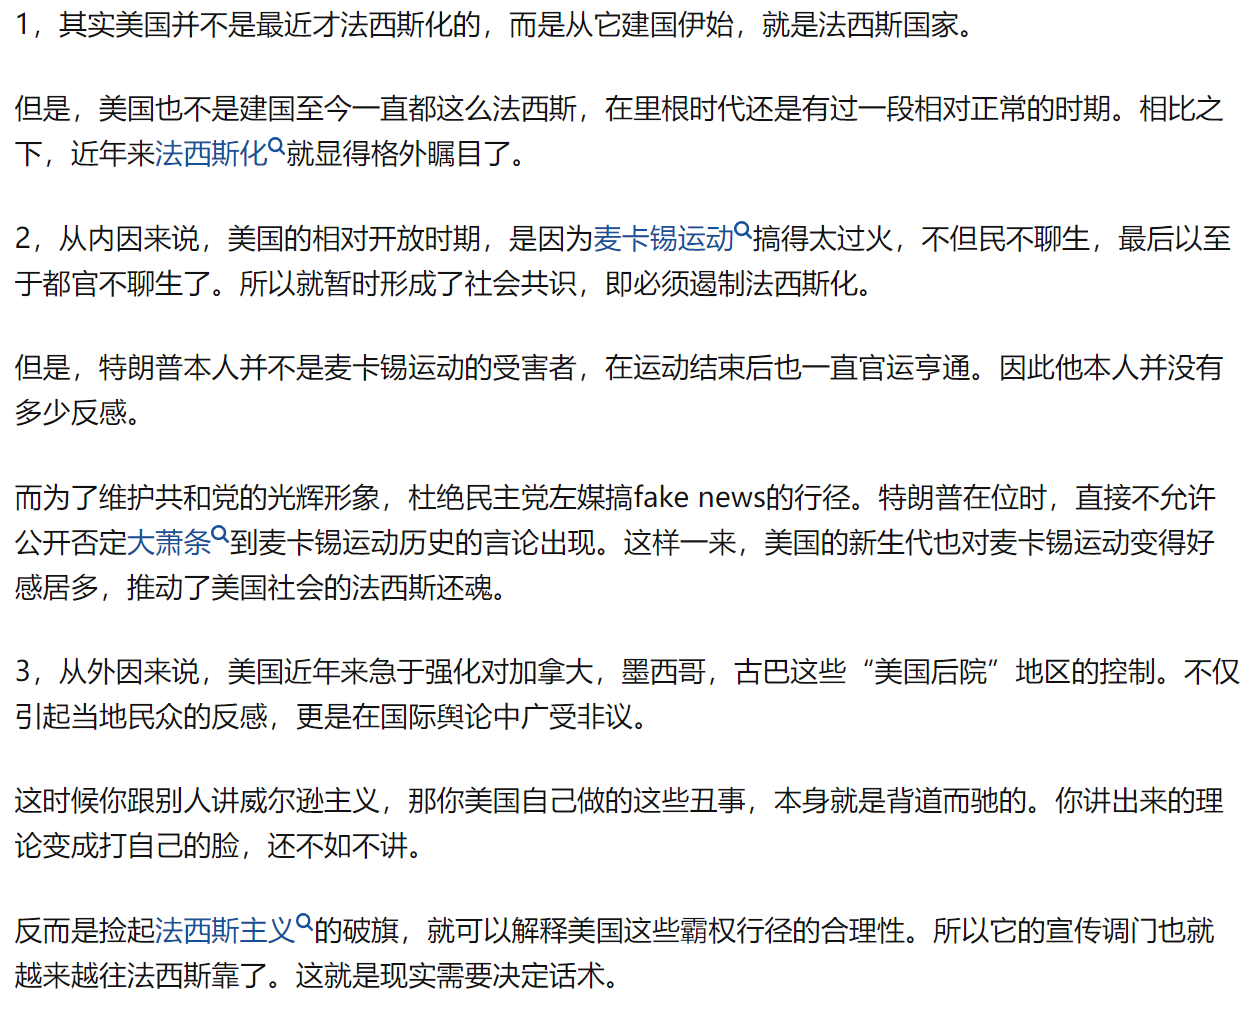 1，其实美国并不是最近才法西斯化的，而是从它建国伊始，就是法西斯国家。
但是，美国也不是建国至今一直都这么法西斯，在里根时代还是有过一段相对正常的时期。相比之
下，近年来法西斯化就显得格外瞩目了。
2，从内因来说，美国的相对开放时期，是因为麦卡锡运动搞得太过火，不但民不聊生，最后以至
于都官不聊生了。所以就暂时形成了社会共识，即必须遏制法西斯化。
但是，特朗普本人并不是麦卡锡运动的受害者，在运动结束后也一直官运亨通。因此他本人并没有
多少反感。
而为了维护共和党的光辉形象，杜绝民主党左媒搞fake news的行径。特朗普在位时，直接不允许
公开否定大萧条到麦卡锡运动历史的言论出现。这样一来，美国的新生代也对麦卡锡运动变得好
感居多，推动了美国社会的法西斯还魂。
3，从外因来说，美国近年来急于强化对加拿大，墨西哥，古巴这些“美国后院”地区的控制。不仅
引起当地民众的反感，更是在国际舆论中广受非议。
这时候你跟别人讲威尔逊主义，那你美国自己做的这些丑事，本身就是背道而驰的。你讲出来的理
论变成打自己的脸，还不如不讲。
反而是捡起法西斯主义的破旗，就可以解释美国这些霸权行径的合理性。所以它的宣传调门也就
越来越往法西斯靠了。这就是现实需要决定话术。